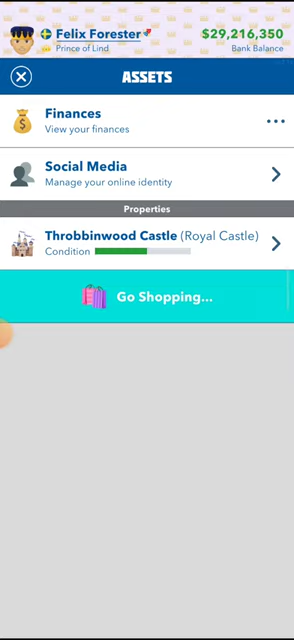 Felix Forester
$29,216,350
Prince of Lind
Bank Balance
ASSETS
Finances
View your finances
Social Media
Manage your online identity
Properties
Throbbinwood Castle (Royal Castle)
Condition
Go Shopping...